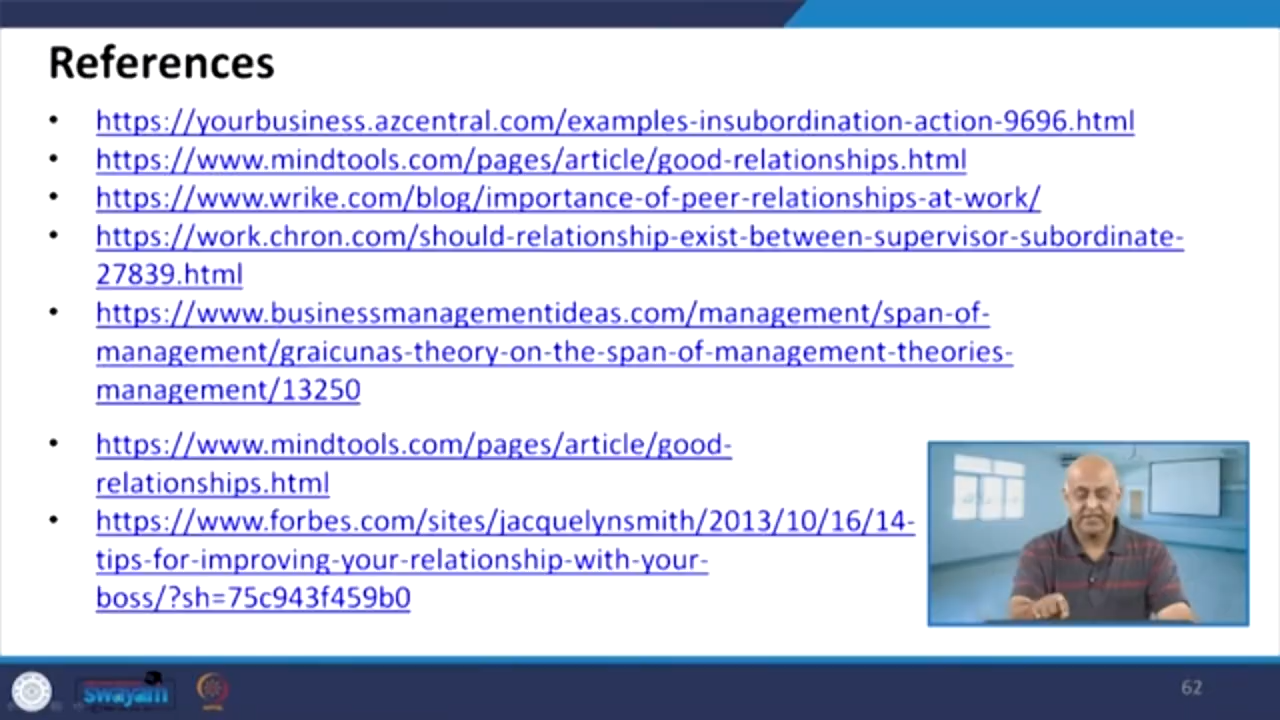 References
• https://yourbusiness.azcentral.com/examples-insubordination-action-9696.html
• https://www.mindtools.com/pages/article/good-relationships.html
• https://www.wrike.com/blog/importance-of-peer-relationships-at-work/
• https://work.chron.com/should-relationship-exist-between-supervisor-subordinate-
27839.html
• https://www.businessmanagementideas.com/management/span-of-
management/graicunas-theory-on-the-span-of-management-theories-
management/13250
• https://www.mindtools.com/pages/article/good-
relationships.html
• https://www.forbes.com/sites/jacquelynsmith/2013/10/16/14-
tips-for-improving-your-relationship-with-your-
boss/?sh=75c943f459b0
swayam
62